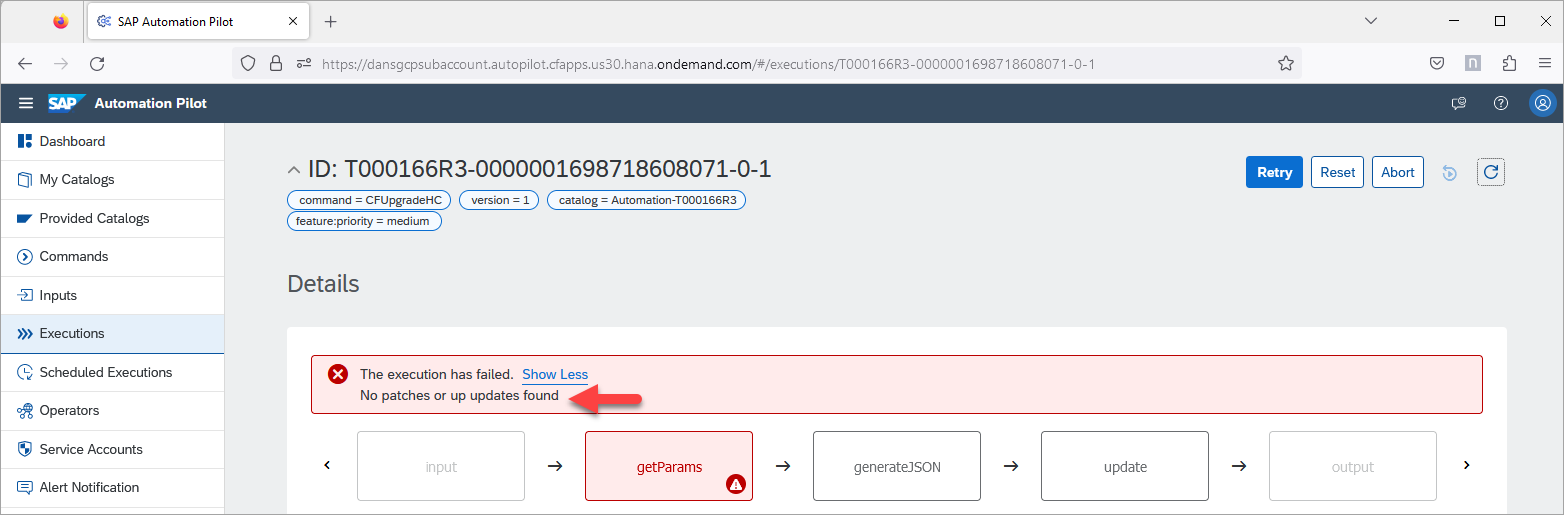 SAP Automation Pilot
https://dansgcpsubaccount.autopilot.cfapps.us30.hana.ondemand.com/#/executions/T000166R3-0000001698718608071-0-1
n
SAP Automation Pilot
Dashboard
My Catalogs
Provided Catalogs
Commands
Inputs
Executions
Scheduled Executions
Operators
Service Accounts
Alert Notification
ID: T000166R3-0000001698718608071-0-1
Retry Reset Abort
command = CFUpgradeHC version = 1 catalog = Automation-T000166R3
feature:priority = medium
Details
The execution has failed. Show Less
No patches or up updates found
input getParams generateJSON update output